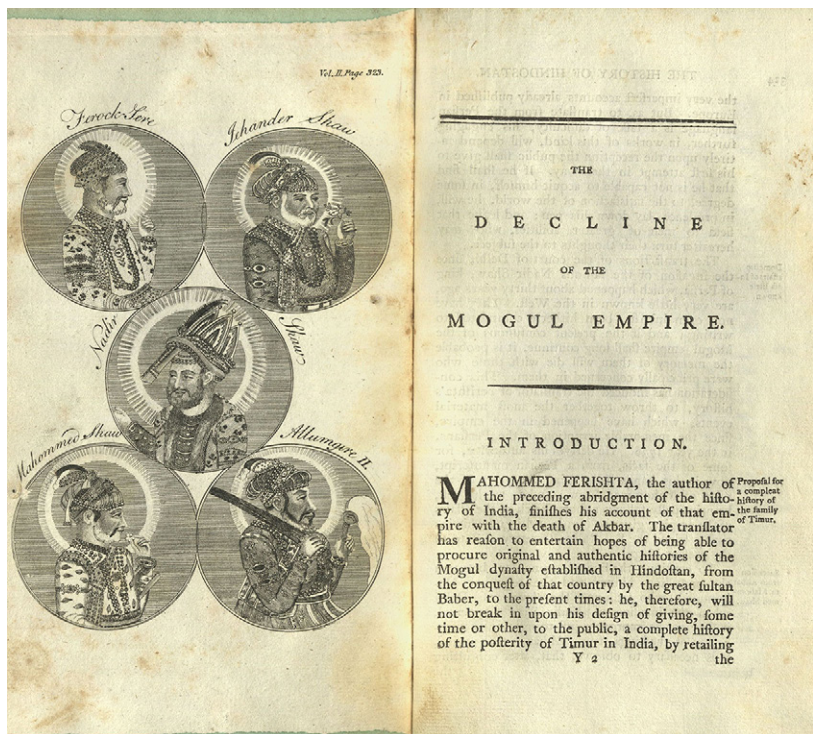 Vol. II. Page 323.
Ferock Sere
Jehander Shaw
Nadir Shaw
Mahommed Shaw
Allumgire II.
THE
DECLINE
OF THE
MOGUL EMPIRE.
INTRODUCTION.
MAHOMMED FERISHTA, the author of
the preceding abridgment of the hiſto-
ry of India, finiſhes his account of that em-
pire with the death of Akbar. The tranſlator
has reaſon to entertain hopes of being able to
procure original and authentic hiſtories of the
Mogul dynaſty eſtabliſhed in Hindoſtan, from
the conqueſt of that country by the great ſultan
Baber, to the preſent times: he, therefore, will
not break in upon his deſign of giving, ſome
time or other, to the public, a complete hiſtory
of the poſterity of Timur in India, by retailing
Y 2 the
Propoſal for
a compleat
hiſtory of
the family
of Timur.